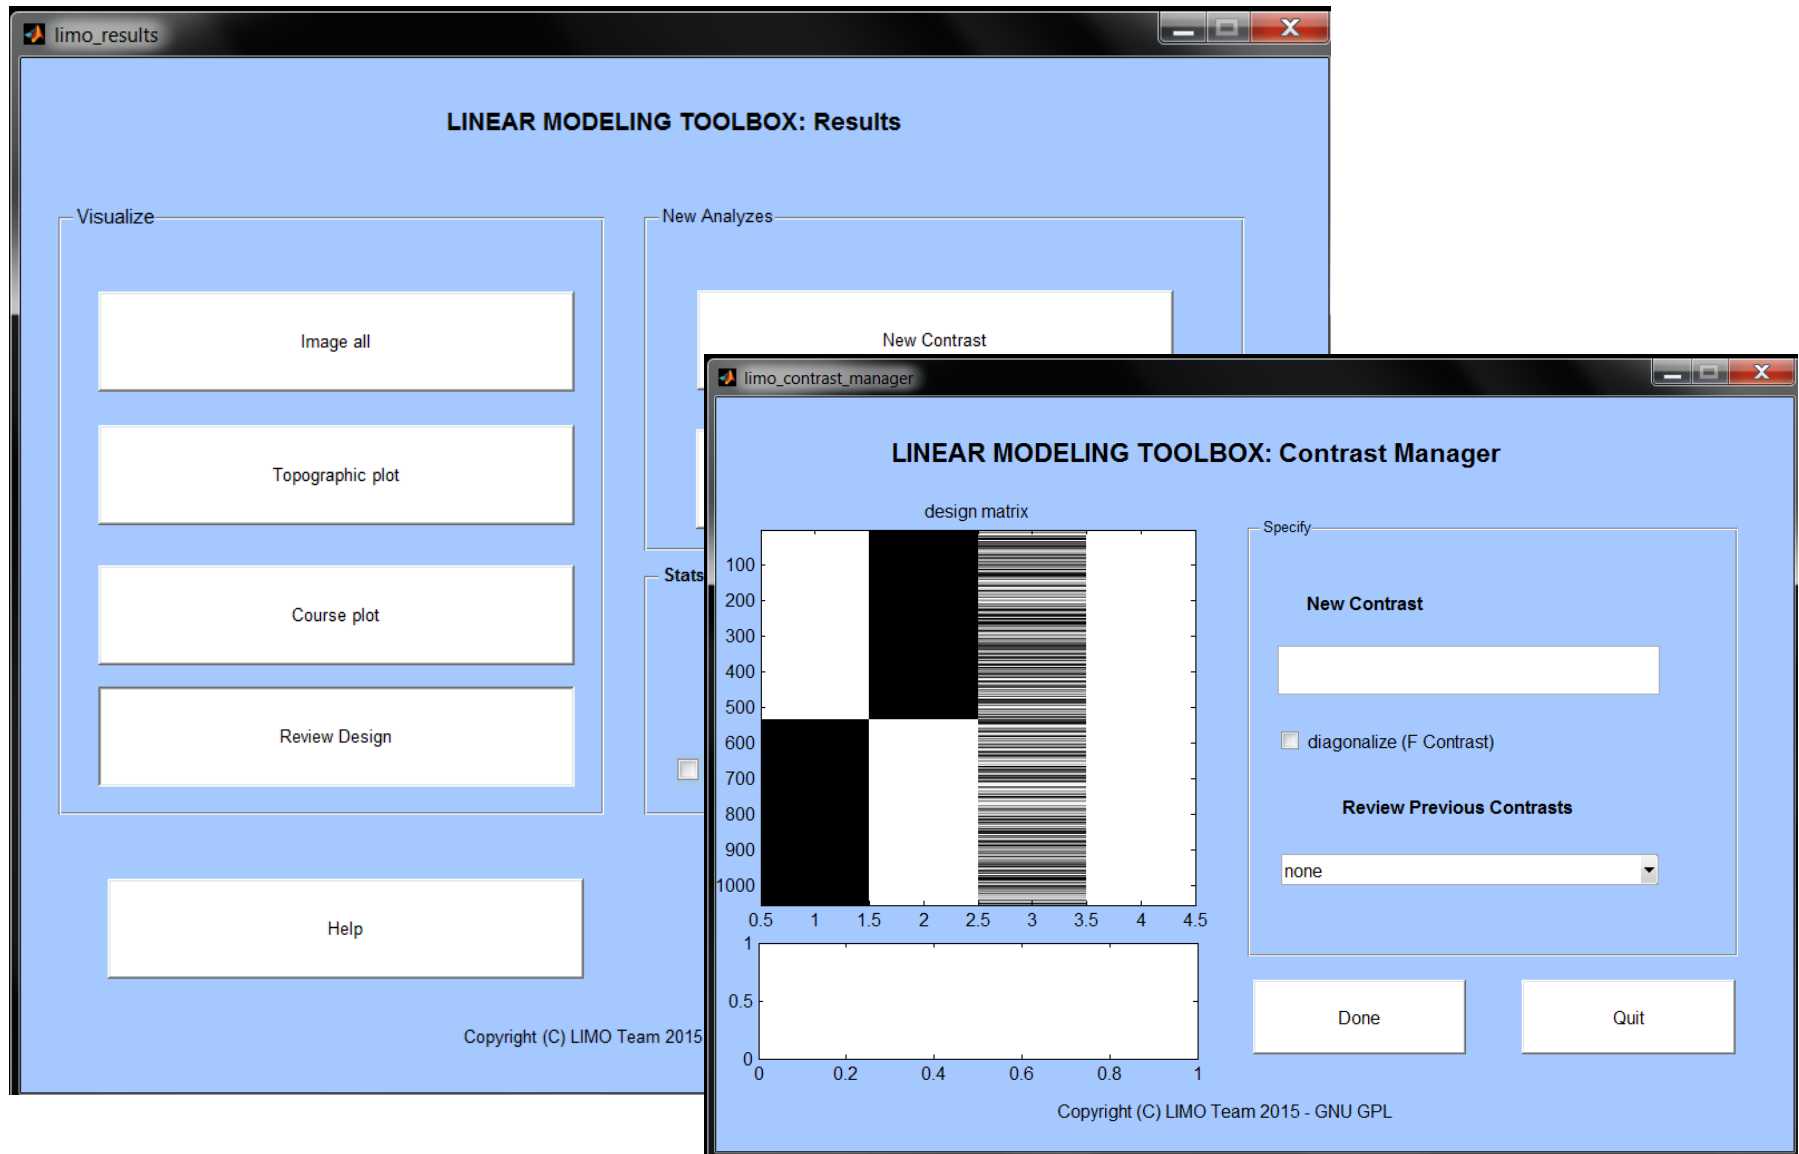 limo_results
LINEAR MODELING TOOLBOX: Results
Visualize
Image all
Topographic plot
Course plot
Review Design
New Analyzes
New Contrast
Stats
Help
Copyright (C) LIMO Team 2015
limo_contrast_manager
LINEAR MODELING TOOLBOX: Contrast Manager
design matrix
100
200
300
400
500
600
700
800
900
1000
0.5 1 1.5 2 2.5 3 3.5 4 4.5
1
0.5
0
0 0.2 0.4 0.6 0.8 1
Specify
New Contrast
diagonalize (F Contrast)
Review Previous Contrasts
none
Done
Quit
Copyright (C) LIMO Team 2015 - GNU GPL